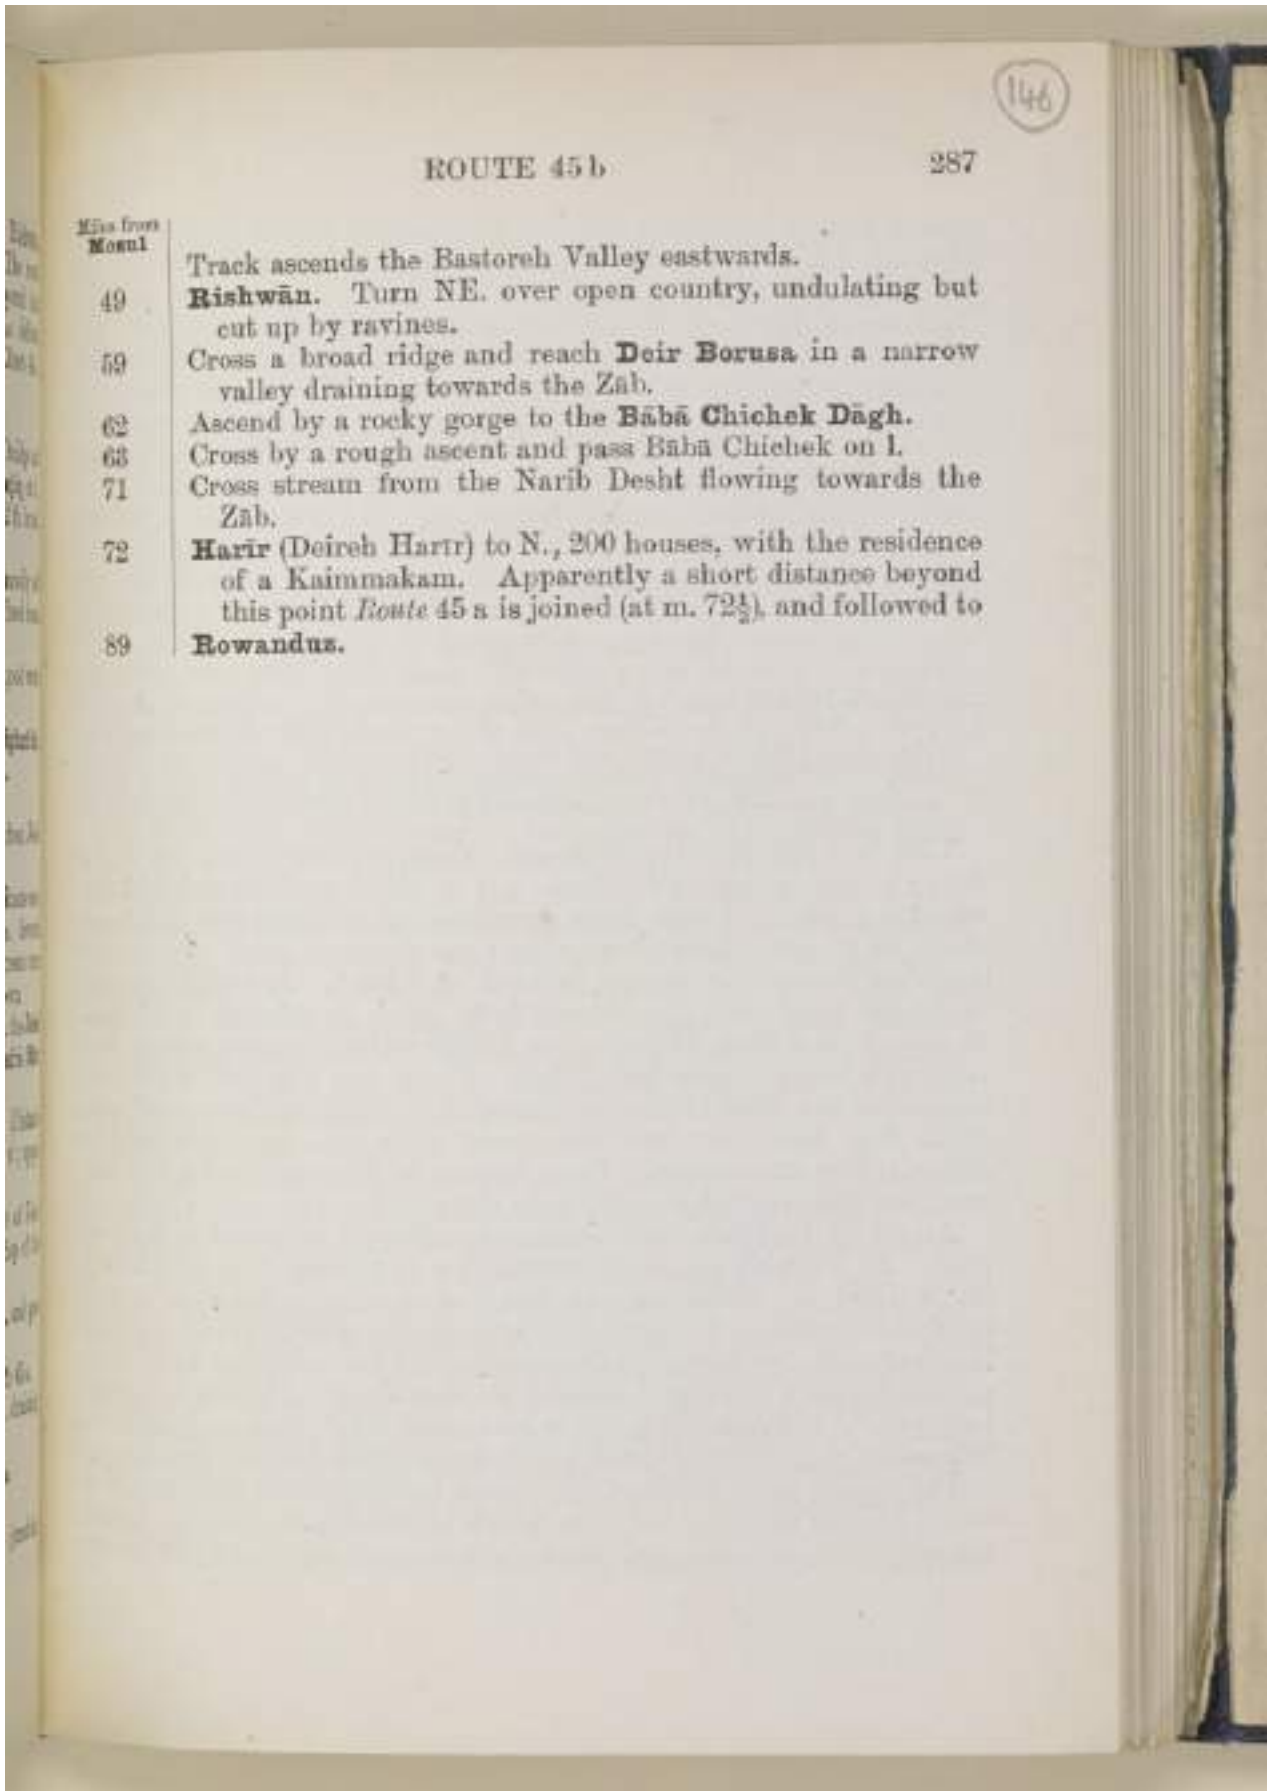 146
ROUTE 45 b 287
Miles from
Mosul
Track ascends the Bastoreh Valley eastwards.
49 Rishwān. Turn NE. over open country, undulating but
cut up by ravines.
59 Cross a broad ridge and reach Deir Borusa in a narrow
valley draining towards the Zāb.
62 Ascend by a rocky gorge to the Bābā Chichek Dāgh.
63 Cross by a rough ascent and pass Bābā Chichek on l.
71 Cross stream from the Narib Desht flowing towards the
Zāb.
72 Harīr (Deireh Harīr) to N., 200 houses, with the residence
of a Kaimmakam. Apparently a short distance beyond
this point Route 45 a is joined (at m. 72½), and followed to
89 Rowanduz.